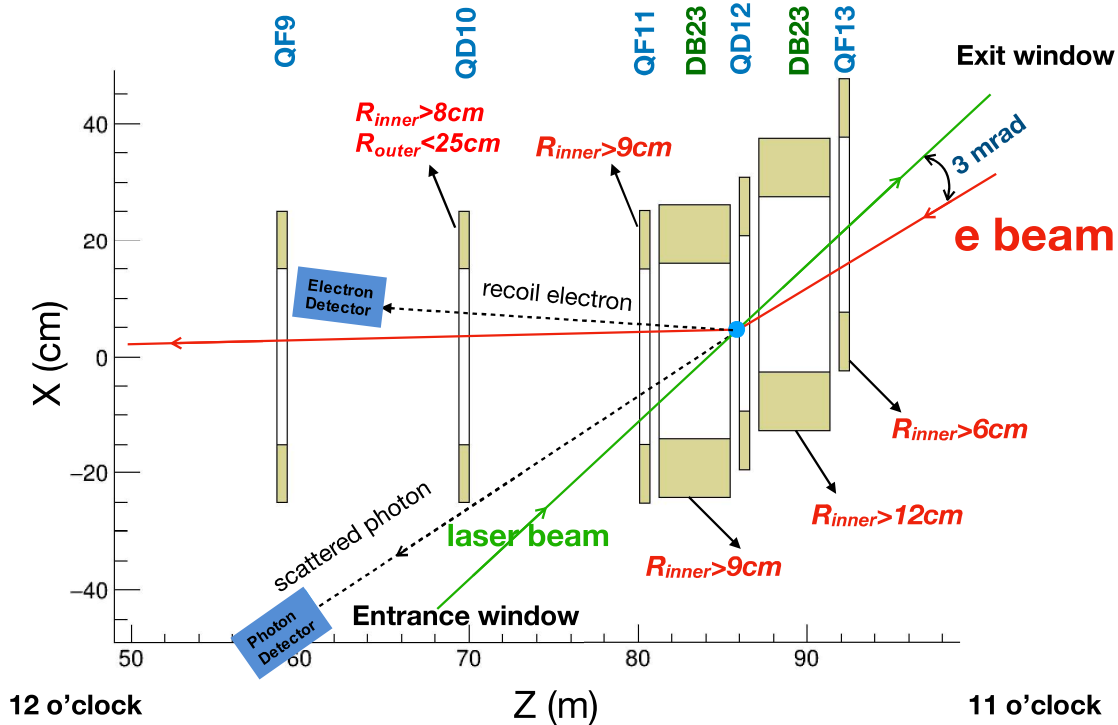 QF9
QD10
QF11
DB23
QD12
DB23
QF13
Exit window
Rinner>8cm
Router<25cm
Rinner>9cm
3 mrad
e beam
Electron
Detector
recoil electron
Rinner>6cm
Rinner>12cm
Rinner>9cm
scattered photon
laser beam
Entrance window
Photon
Detector
X (cm)
40
20
0
−20
−40
50
60
70
80
90
12 o’clock
Z (m)
11 o’clock